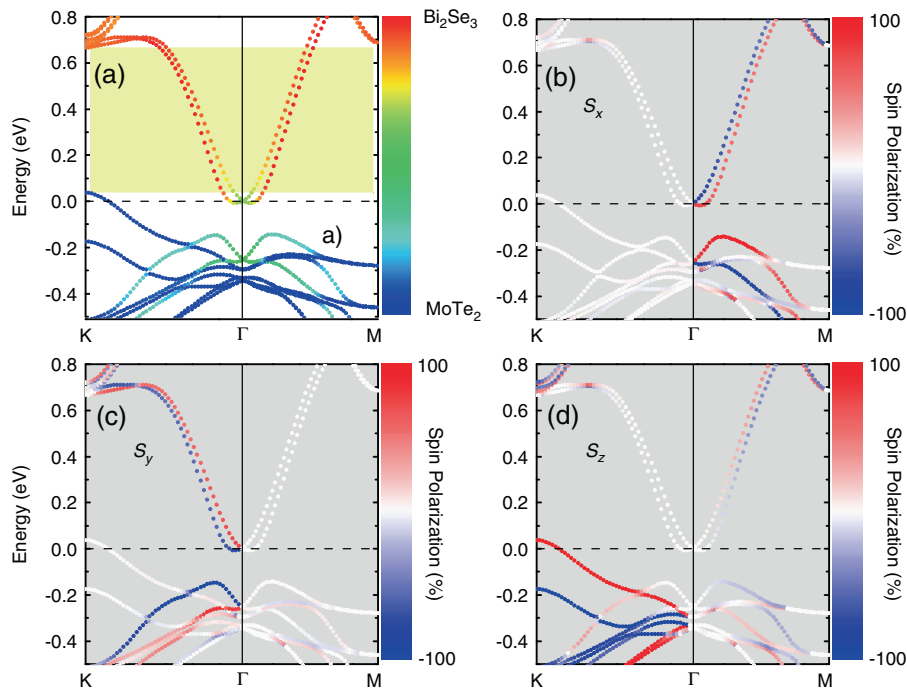 Bi₂Se₃
MoTe₂
(a)
a)
Energy (eV)
0.8
0.6
0.4
0.2
0.0
-0.2
-0.4
K
Γ
M
(b)
Sₓ
0.8
0.6
0.4
0.2
0.0
-0.2
-0.4
K
Γ
M
100
Spin Polarization (%)
-100
(c)
S_y
Energy (eV)
0.8
0.6
0.4
0.2
0.0
-0.2
-0.4
K
Γ
M
100
Spin Polarization (%)
-100
(d)
S_z
0.8
0.6
0.4
0.2
0.0
-0.2
-0.4
K
Γ
M
100
Spin Polarization (%)
-100